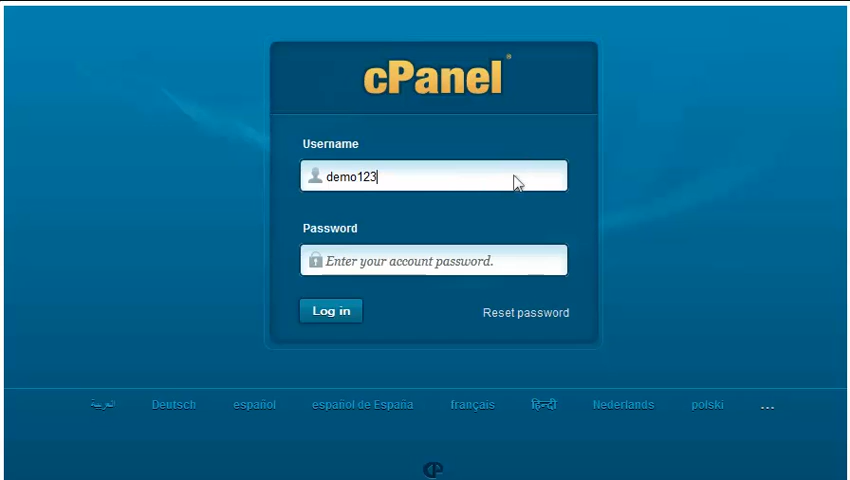 cPanel®
Username
demo123
Password
Enter your account password.
Log in
Reset password
العربية Deutsch español español de España français हिन्दी Nederlands polski ...
cP